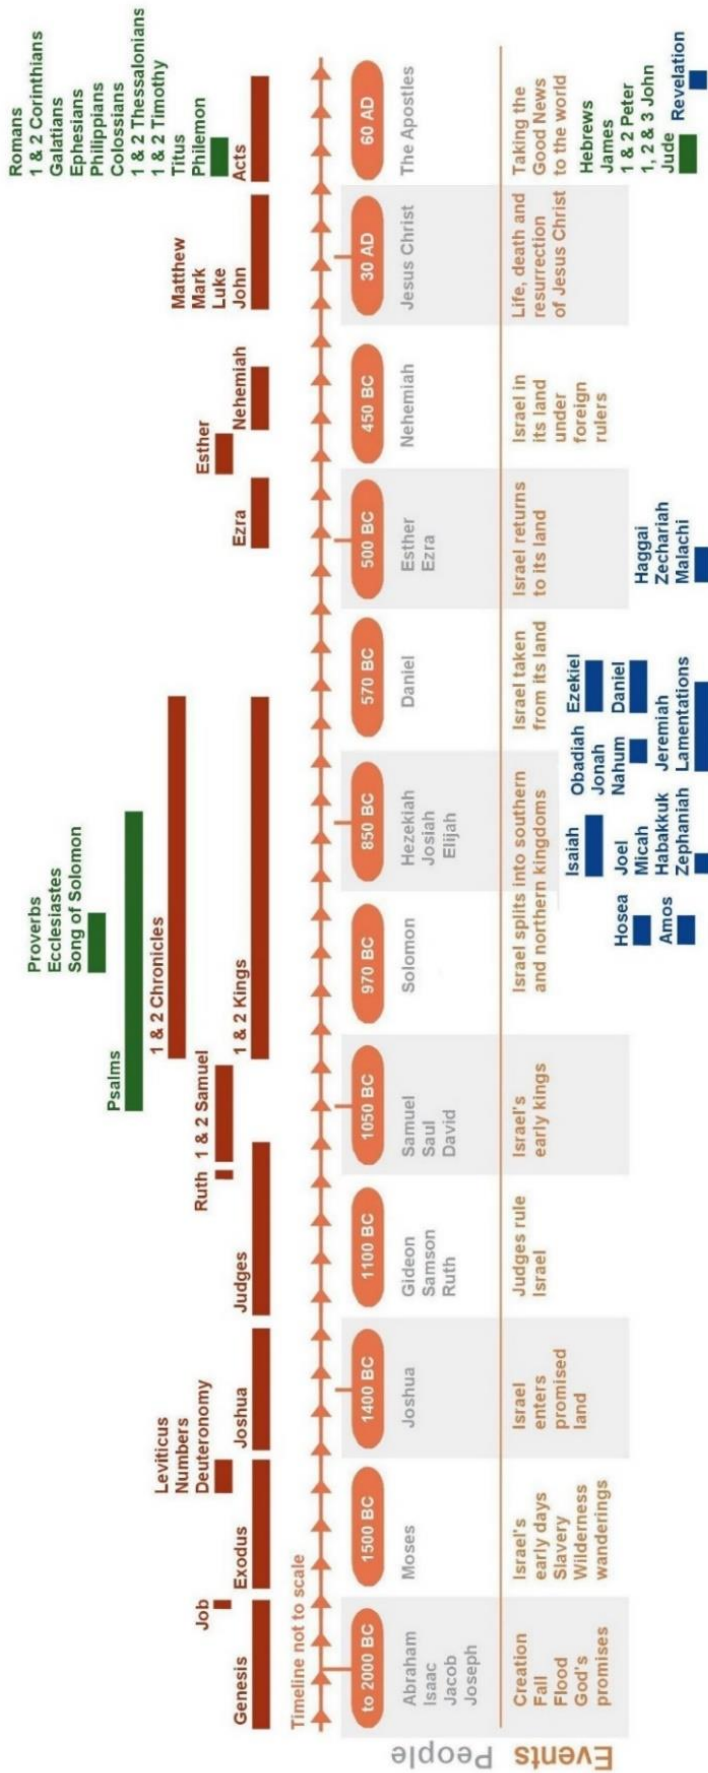 Romans
1 & 2 Corinthians
Galatians
Ephesians
Philippians
Colossians
1 & 2 Thessalonians
1 & 2 Timothy
Titus
Philemon
Proverbs
Ecclesiastes
Song of Solomon
Psalms
1 & 2 Chronicles
Leviticus
Numbers
Deuteronomy
Matthew
Mark
Luke
John
Job
Ruth
1 & 2 Samuel
Esther
Genesis
Exodus
Joshua
Judges
1 & 2 Kings
Ezra
Nehemiah
Acts
Timeline not to scale
to 2000 BC
1500 BC
1400 BC
1100 BC
1050 BC
970 BC
850 BC
570 BC
500 BC
450 BC
30 AD
60 AD
People
Abraham
Isaac
Jacob
Joseph
Moses
Joshua
Gideon
Samson
Ruth
Samuel
Saul
David
Solomon
Hezekiah
Josiah
Elijah
Daniel
Esther
Ezra
Nehemiah
Jesus Christ
The Apostles
Events
Creation
Fall
Flood
God's
promises
Israel's
early days
Slavery
Wilderness
wanderings
Israel
enters
promised
land
Judges rule
Israel
Israel's
early kings
Israel splits into southern
and northern kingdoms
Israel taken
from its land
Israel returns
to its land
Israel in
its land
under
foreign
rulers
Life, death and
resurrection
of Jesus Christ
Taking the
Good News
to the world
Hosea
Amos
Isaiah
Joel
Micah
Habakkuk
Zephaniah
Obadiah
Jonah
Nahum
Jeremiah
Lamentations
Ezekiel
Daniel
Haggai
Zechariah
Malachi
Hebrews
James
1 & 2 Peter
1, 2 & 3 John
Jude
Revelation